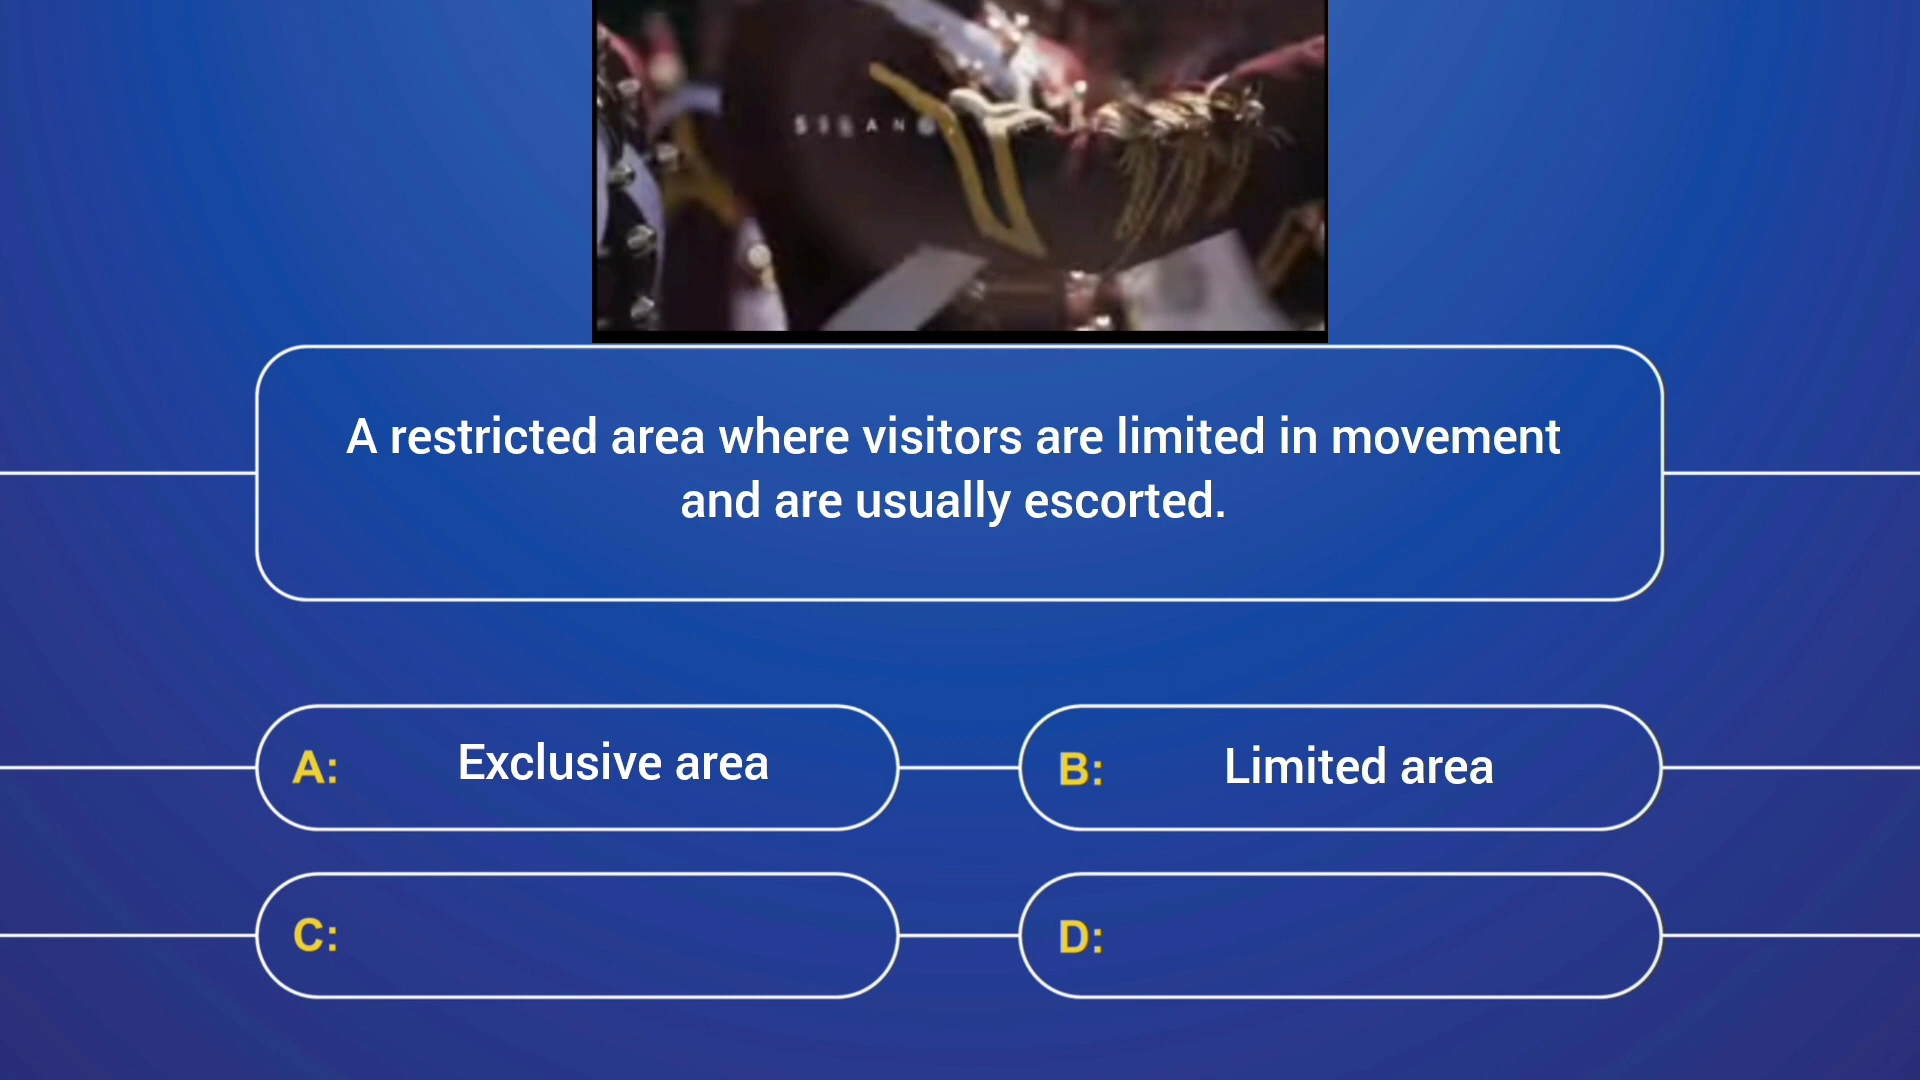 A restricted area where visitors are limited in movement
and are usually escorted.
A: Exclusive area
B: Limited area
C:
D: